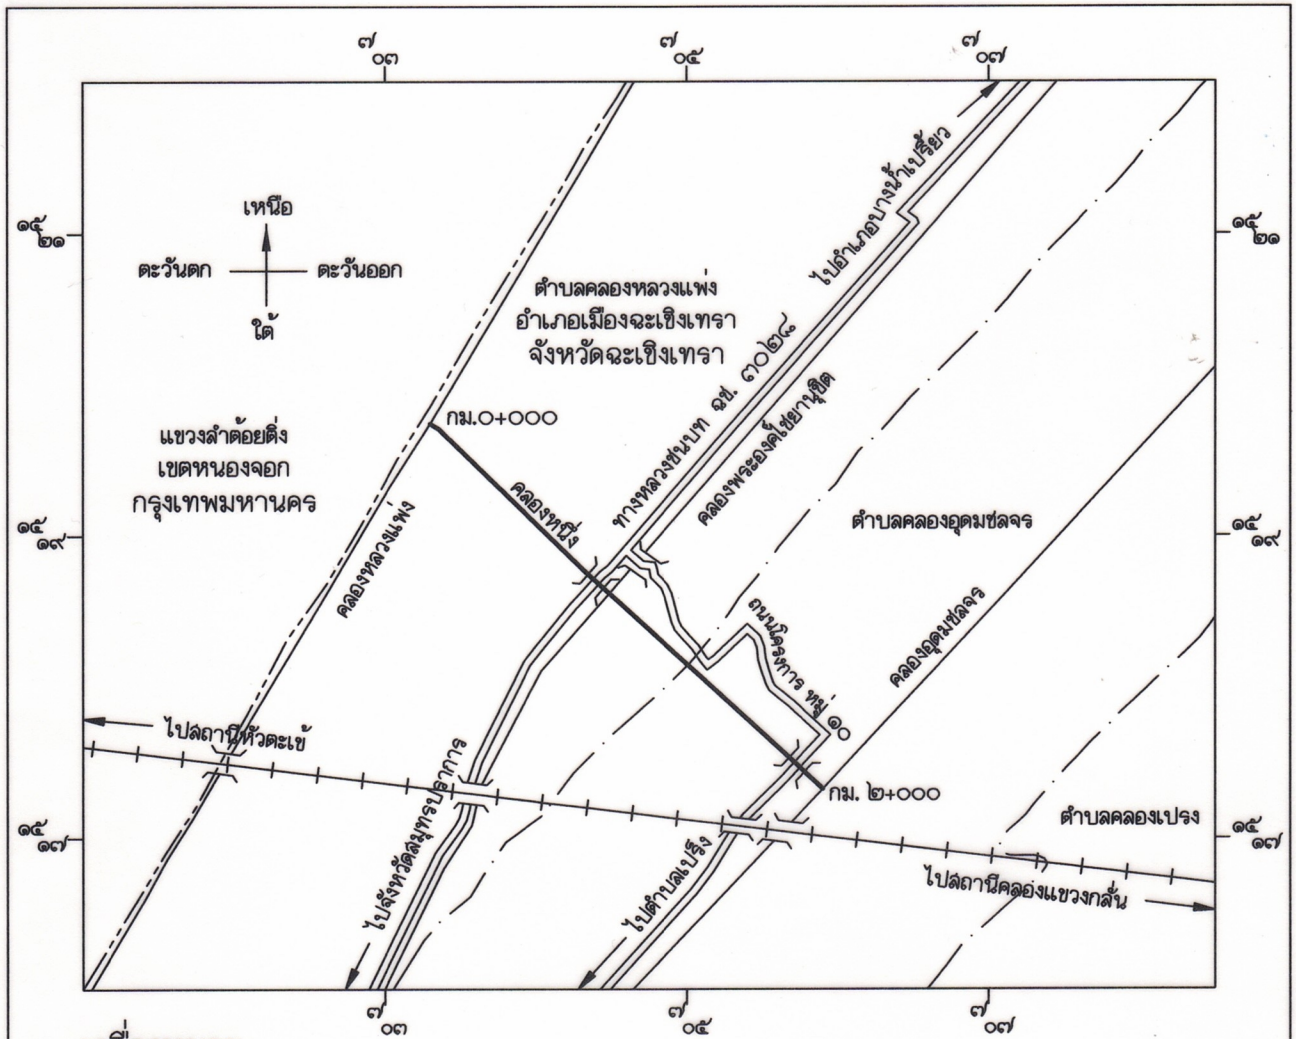 ๗
๐๓
๗
๐๕
๗
๐๗
๑๕
๒๑
๑๕
๒๑
เหนือ
ตะวันตก
ตะวันออก
ใต้
ไปอำเภอบางน้ำเปรี้ยว
ตำบลคลองหลวงแพ่ง
อำเภอเมืองฉะเชิงเทรา
จังหวัดฉะเชิงเทรา
ทางหลวงชนบท ฉช. ๓๐๒๔
คลองพระองค์ไชยานุชิต
กม.๐+๐๐๐
แขวงลำต้อยติ่ง
เขตหนองจอก
กรุงเทพมหานคร
คลองหนึ่ง
คลองหลวงแพ่ง
ตำบลคลองอุดมชลจร
๑๕
๑๙
๑๕
๑๙
ถนนโครงการ หมู่ ๑๐
คลองอุดมชลจร
ไปสถานีหัวตะเข้
กม. ๒+๐๐๐
ไปจังหวัดสมุทรปราการ
ไปตำบลเปร็ง
ตำบลคลองเปรง
๑๕
๑๗
๑๕
๑๗
ไปสถานีคลองแขวงกลั่น
๗
๐๓
๗
๐๕
๗
๐๗